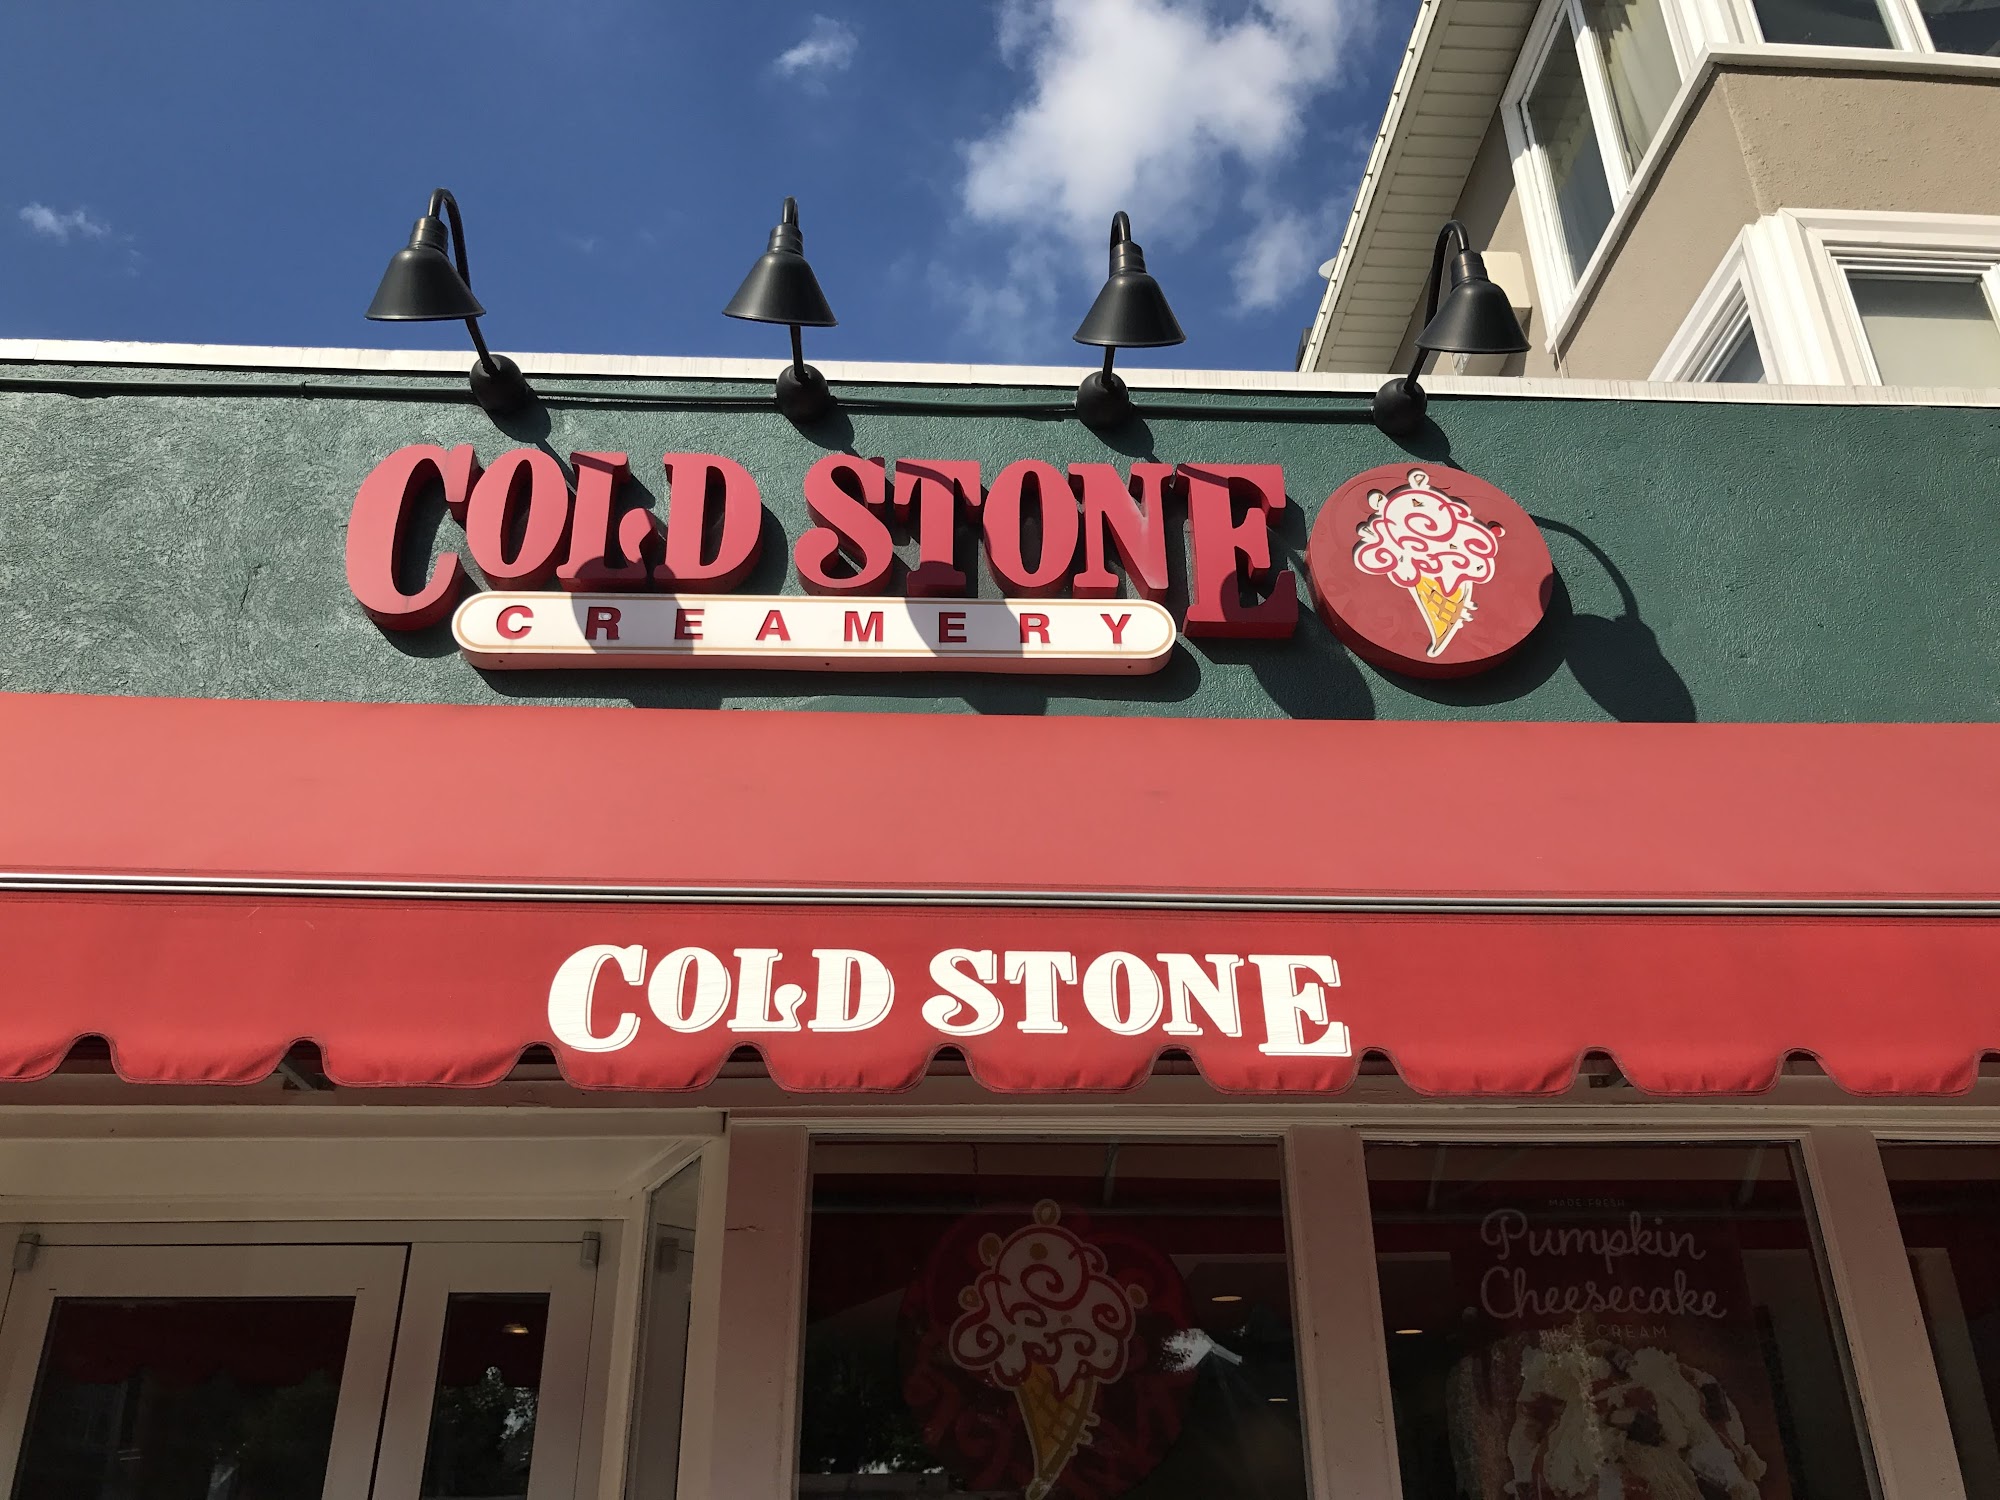 COLD STONE
CREAMERY
COLD STONE
MADE FRESH
Pumpkin
Cheesecake
ICE CREAM